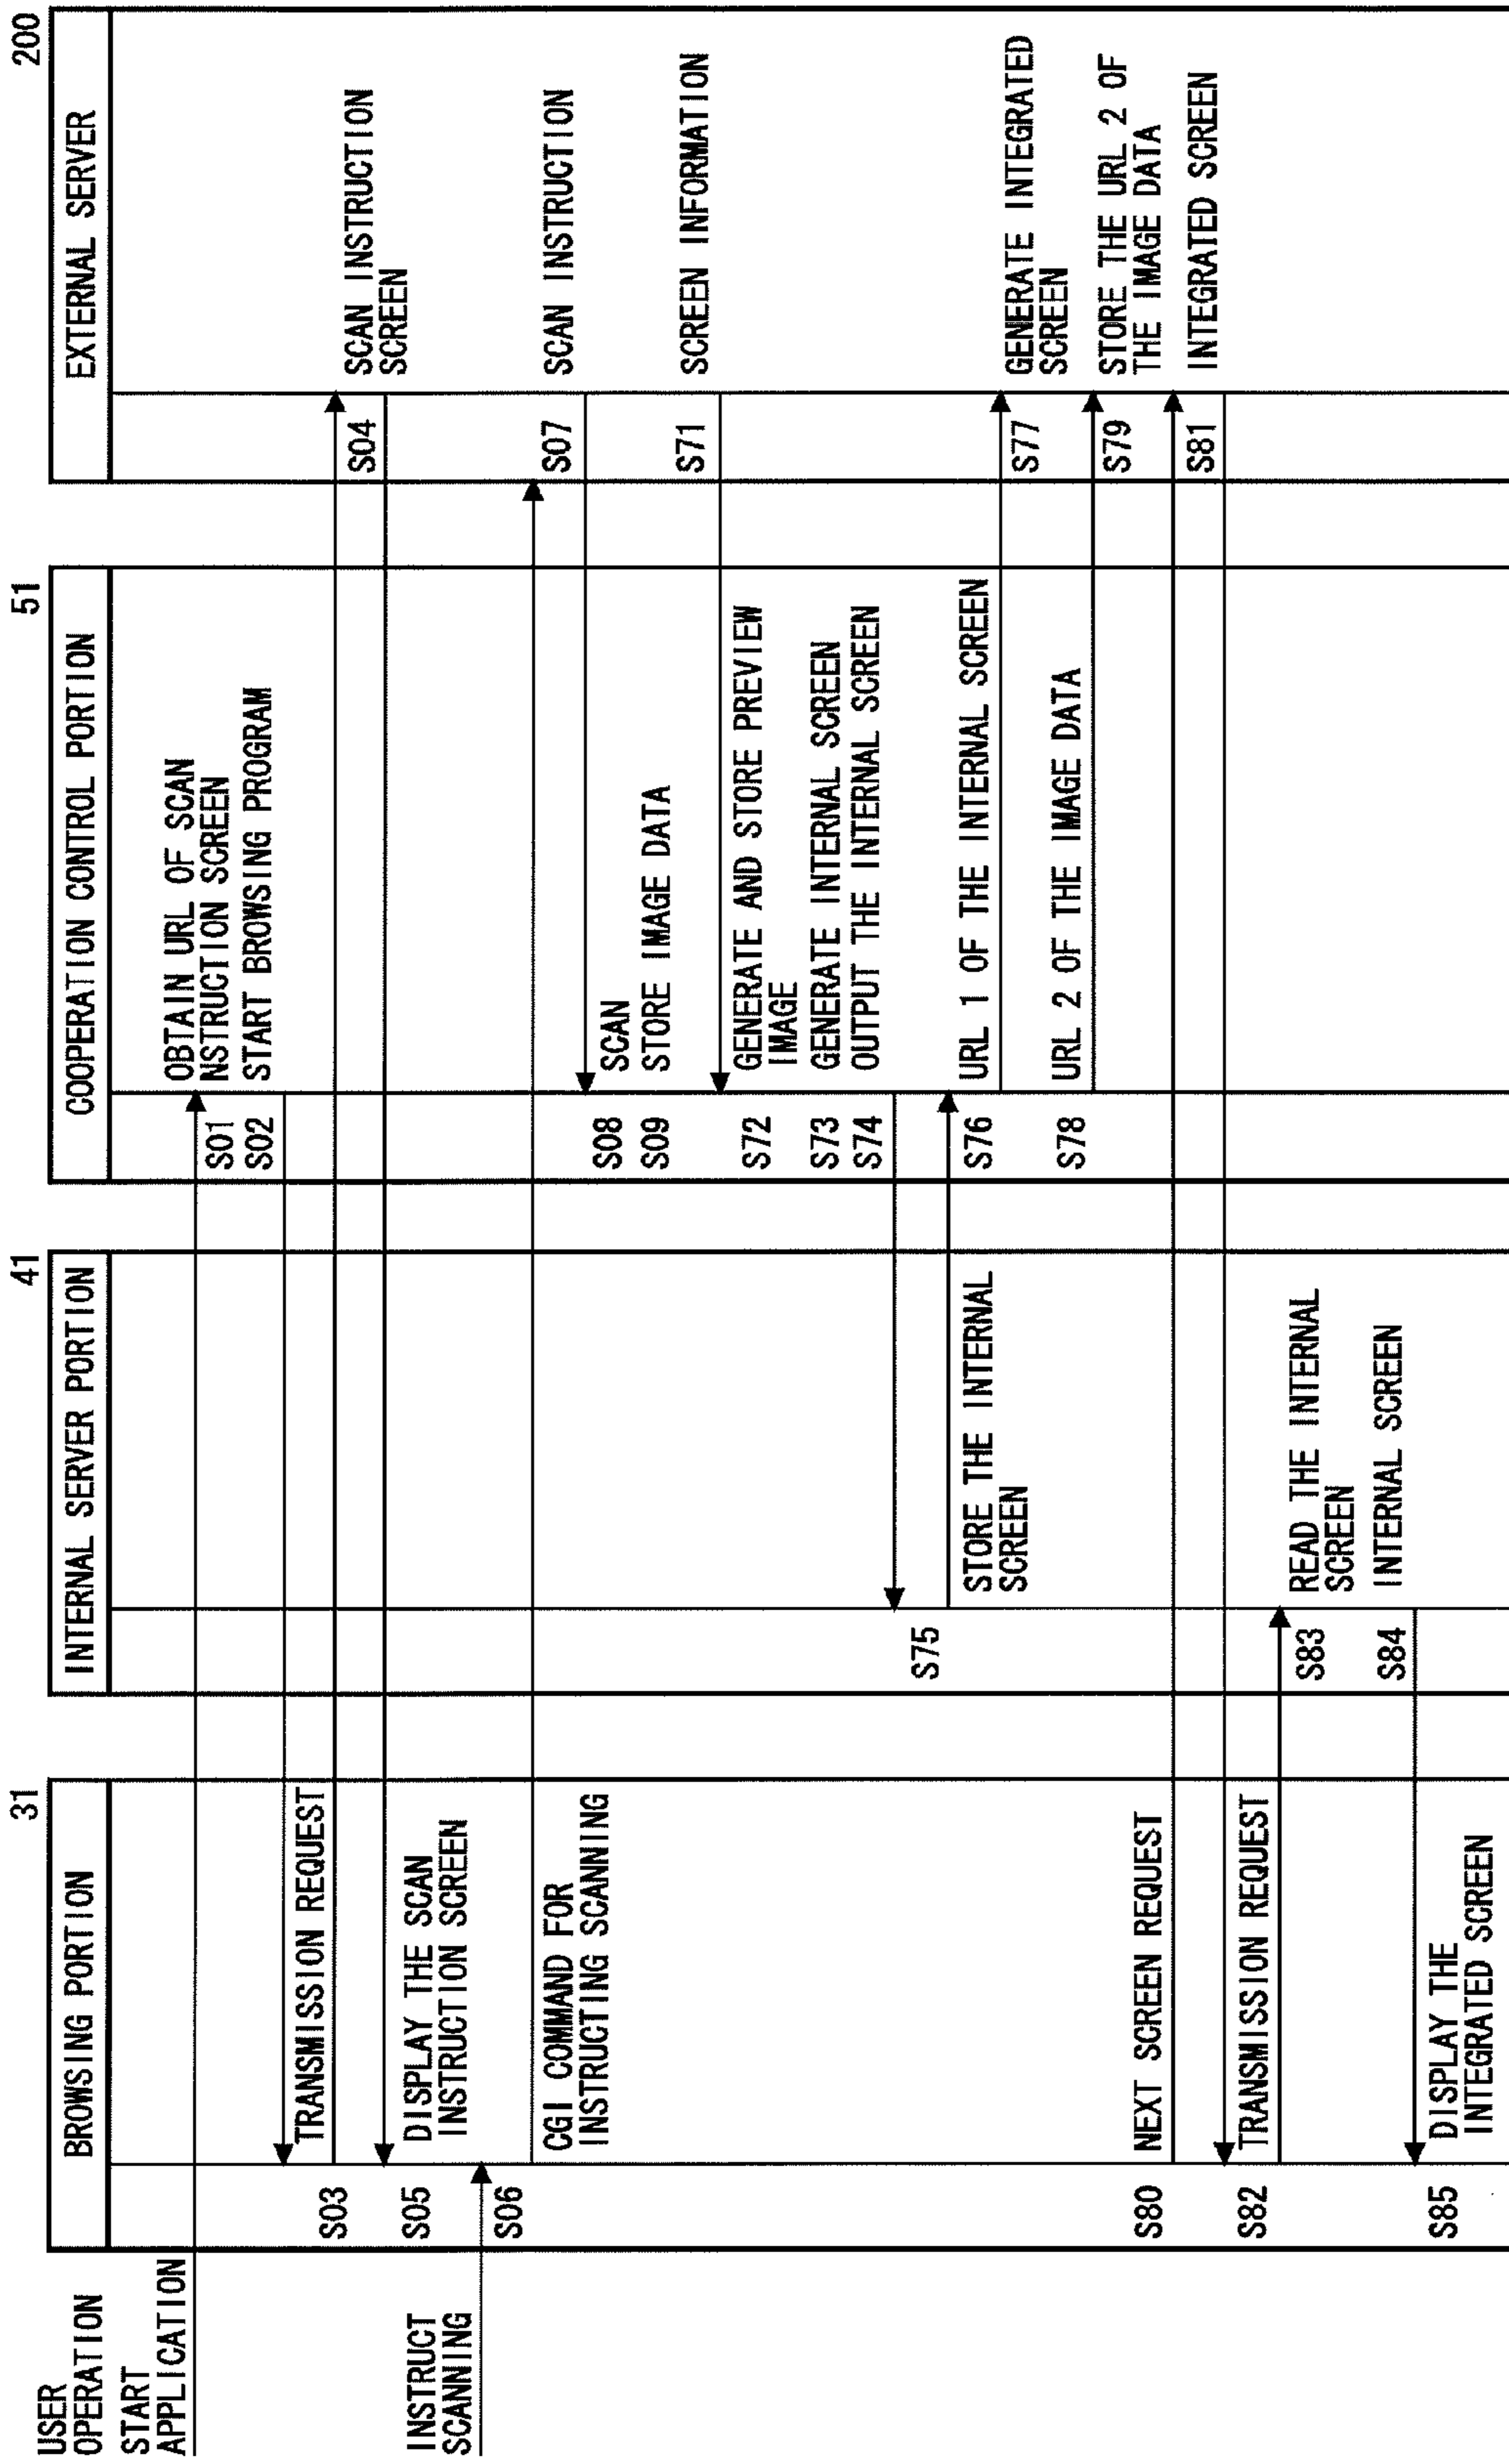 USER
OPERATION
START
APPLICATION
INSTRUCT
SCANNING
31
BROWSING PORTION
S03
TRANSMISSION REQUEST
S05
DISPLAY THE SCAN
INSTRUCTION SCREEN
S06
CGI COMMAND FOR
INSTRUCTING SCANNING
S80
NEXT SCREEN REQUEST
S82
TRANSMISSION REQUEST
S85
DISPLAY THE
INTEGRATED SCREEN
41
INTERNAL SERVER PORTION
S75
STORE THE INTERNAL
SCREEN
S83
READ THE INTERNAL
SCREEN
S84
INTERNAL SCREEN
51
COOPERATION CONTROL PORTION
S01
OBTAIN URL OF SCAN
NSTRUCTION SCREEN
S02
START BROWSING PROGRAM
S08
SCAN
S09
STORE IMAGE DATA
S72
GENERATE AND STORE PREVIEW
IMAGE
S73
GENERATE INTERNAL SCREEN
S74
OUTPUT THE INTERNAL SCREEN
S76
URL 1 OF THE INTERNAL SCREEN
S78
URL 2 OF THE IMAGE DATA
200
EXTERNAL SERVER
S04
SCAN INSTRUCTION
SCREEN
S07
SCAN INSTRUCTION
S71
SCREEN INFORMATION
S77
GENERATE INTEGRATED
SCREEN
S79
STORE THE URL 2 OF
THE IMAGE DATA
S81
INTEGRATED SCREEN